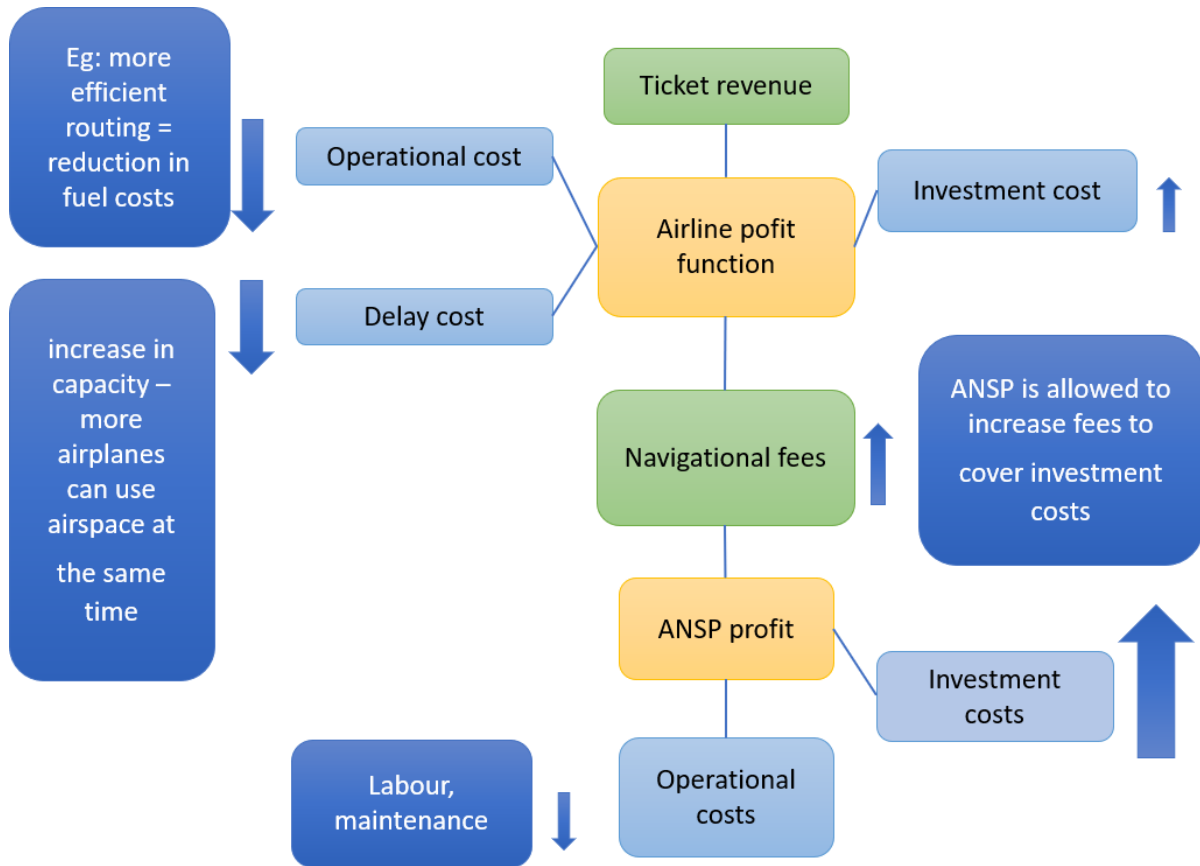 Eg: more
efficient
routing =
reduction in
fuel costs
Ticket revenue
Operational cost
Investment cost
Airline pofit
function
Delay cost
increase in
capacity –
more
airplanes
can use
airspace at
the same
time
Navigational fees
ANSP is allowed to
increase fees to
cover investment
costs
ANSP profit
Investment
costs
Labour,
maintenance
Operational
costs